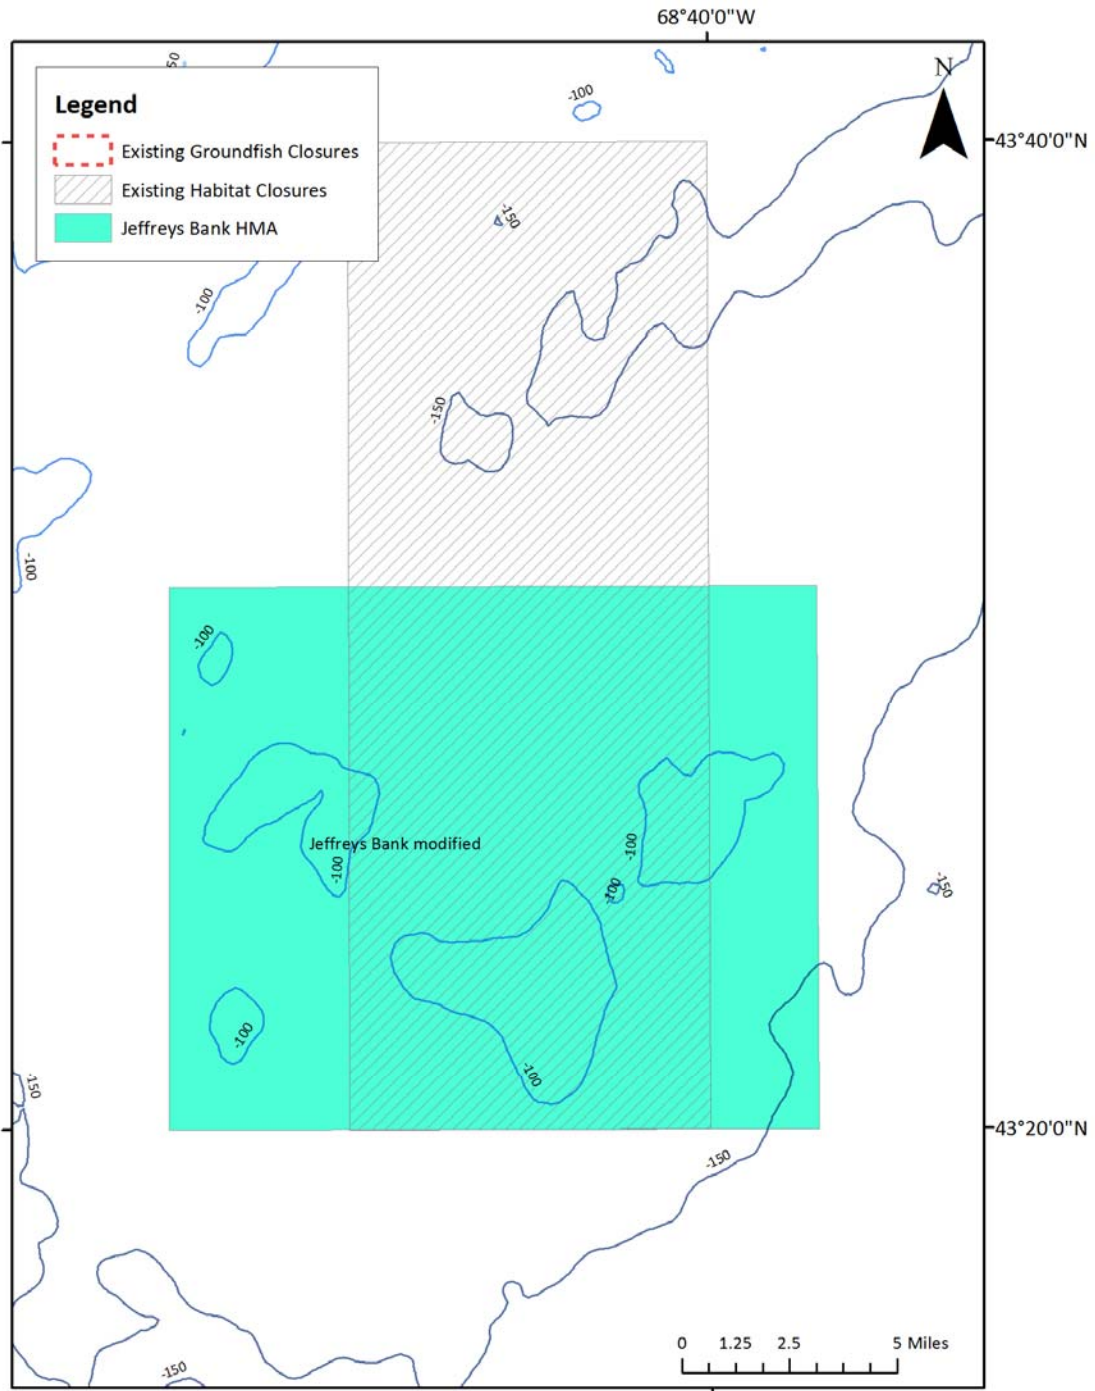 68°40'0"W
50
-100
N
Legend
Existing Groundfish Closures
Existing Habitat Closures
Jeffreys Bank HMA
43°40'0"N
-150
-100
-150
-100
-100
Jeffreys Bank modified
-100
-100
-100
-150
-100
-100
-150
43°20'0"N
-150
0 1.25 2.5 5 Miles
-150